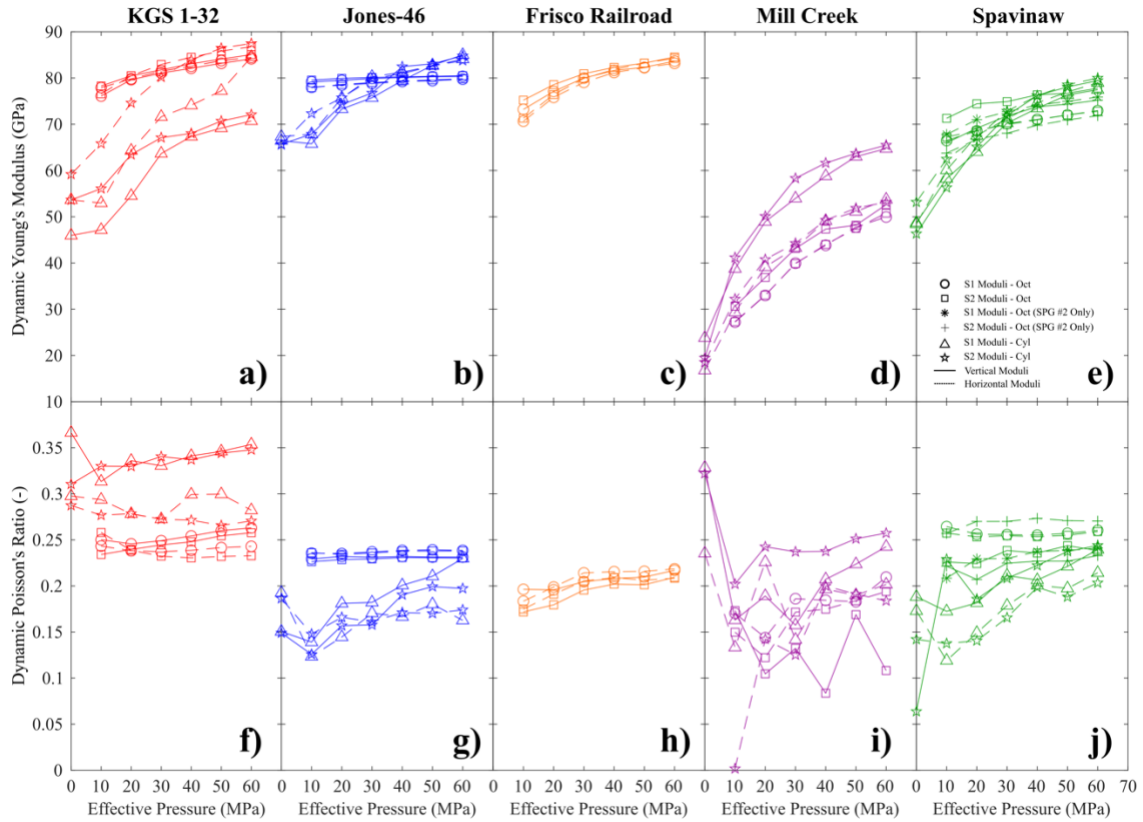 KGS 1-32 Jones-46 Frisco Railroad Mill Creek Spavinaw
Dynamic Young's Modulus (GPa)
90
80
70
60
50
40
30
20
10
a) b) c) d) e)
S1 Moduli - Oct
S2 Moduli - Oct
S1 Moduli - Oct (SPG #2 Only)
S2 Moduli - Oct (SPG #2 Only)
S1 Moduli - Cyl
S2 Moduli - Cyl
Vertical Moduli
Horizontal Moduli
Dynamic Poisson's Ratio (-)
0.35
0.3
0.25
0.2
0.15
0.1
0.05
0
f) g) h) i) j)
0 10 20 30 40 50 60 0 10 20 30 40 50 60 0 10 20 30 40 50 60 0 10 20 30 40 50 60 0 10 20 30 40 50 60 70
Effective Pressure (MPa) Effective Pressure (MPa) Effective Pressure (MPa) Effective Pressure (MPa) Effective Pressure (MPa)